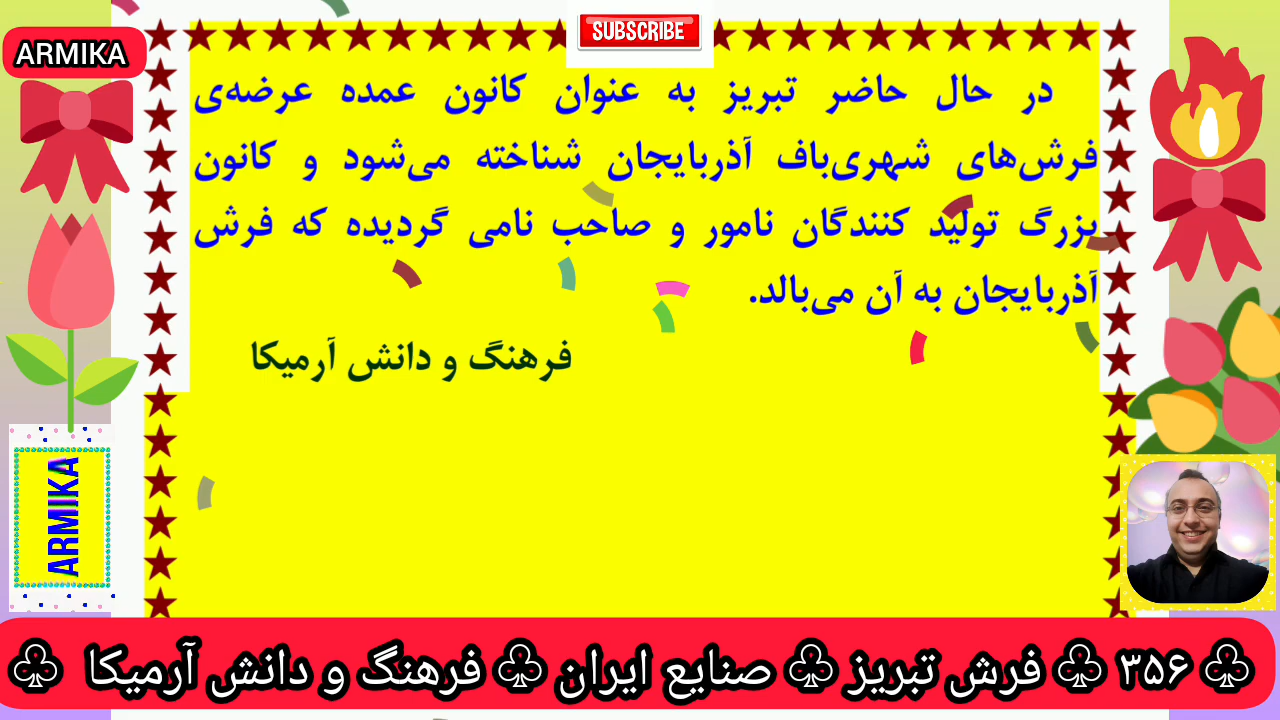 SUBSCRIBE
ARMIKA
در حال حاضر تبریز به عنوان کانون عمده عرضه‌ی
فرش‌های شهری‌باف آذربایجان شناخته می‌شود و کانون
بزرگ تولید کنندگان نامور و صاحب نامی گردیده که فرش
آذربایجان به آن می‌بالد.
فرهنگ و دانش آرمیکا
ARMIKA
♧ ۳۵۶ ♧ فرش تبریز ♧ صنایع ایران ♧ فرهنگ و دانش آرمیکا ♧